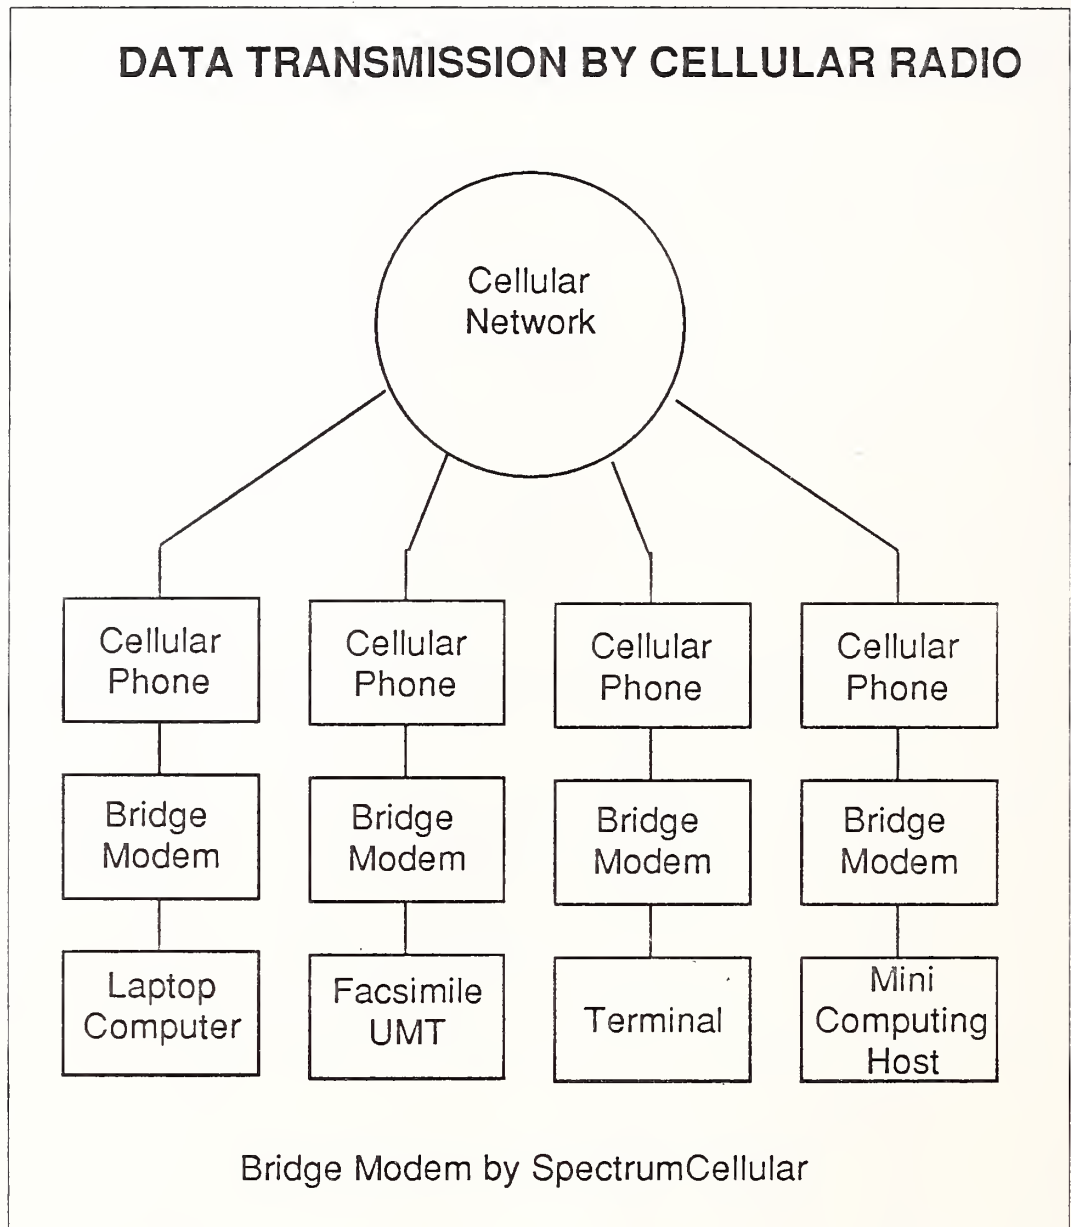 DATA TRANSMISSION BY CELLULAR RADIO
Cellular
Network
Cellular
Phone
Cellular
Phone
Cellular
Phone
Cellular
Phone
Bridge
Modem
Bridge
Modem
Bridge
Modem
Bridge
Modem
Laptop
Computer
Facsimile
UMT
Terminal
Mini
Computing
Host
Bridge Modem by SpectrumCellular